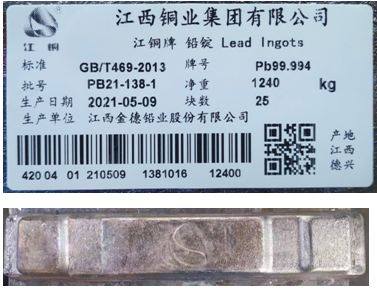 江西铜业集团有限公司
江铜
江铜牌 铅锭 Lead Ingots
标准 GB/T469-2013 牌号 Pb99.994
批号 PB21-138-1 净重 1240 kg
生产日期 2021-05-09 块数 25
生产单位 江西金德铅业股份有限公司
产地
江西
德兴
420 04 01 210509 1381016 12400